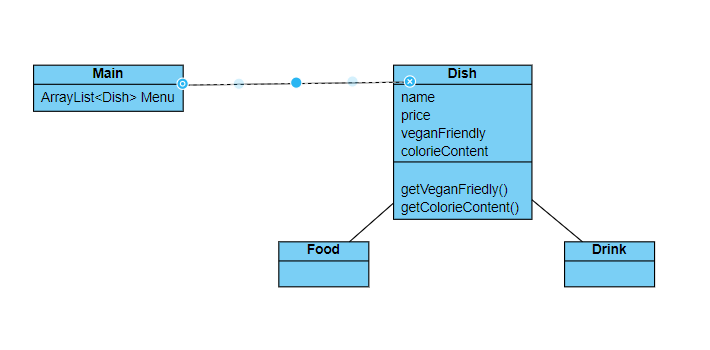 Main
ArrayList<Dish> Menu
Dish
name
price
veganFriendly
colorieContent
getVeganFriedly()
getColorieContent()
Food
Drink